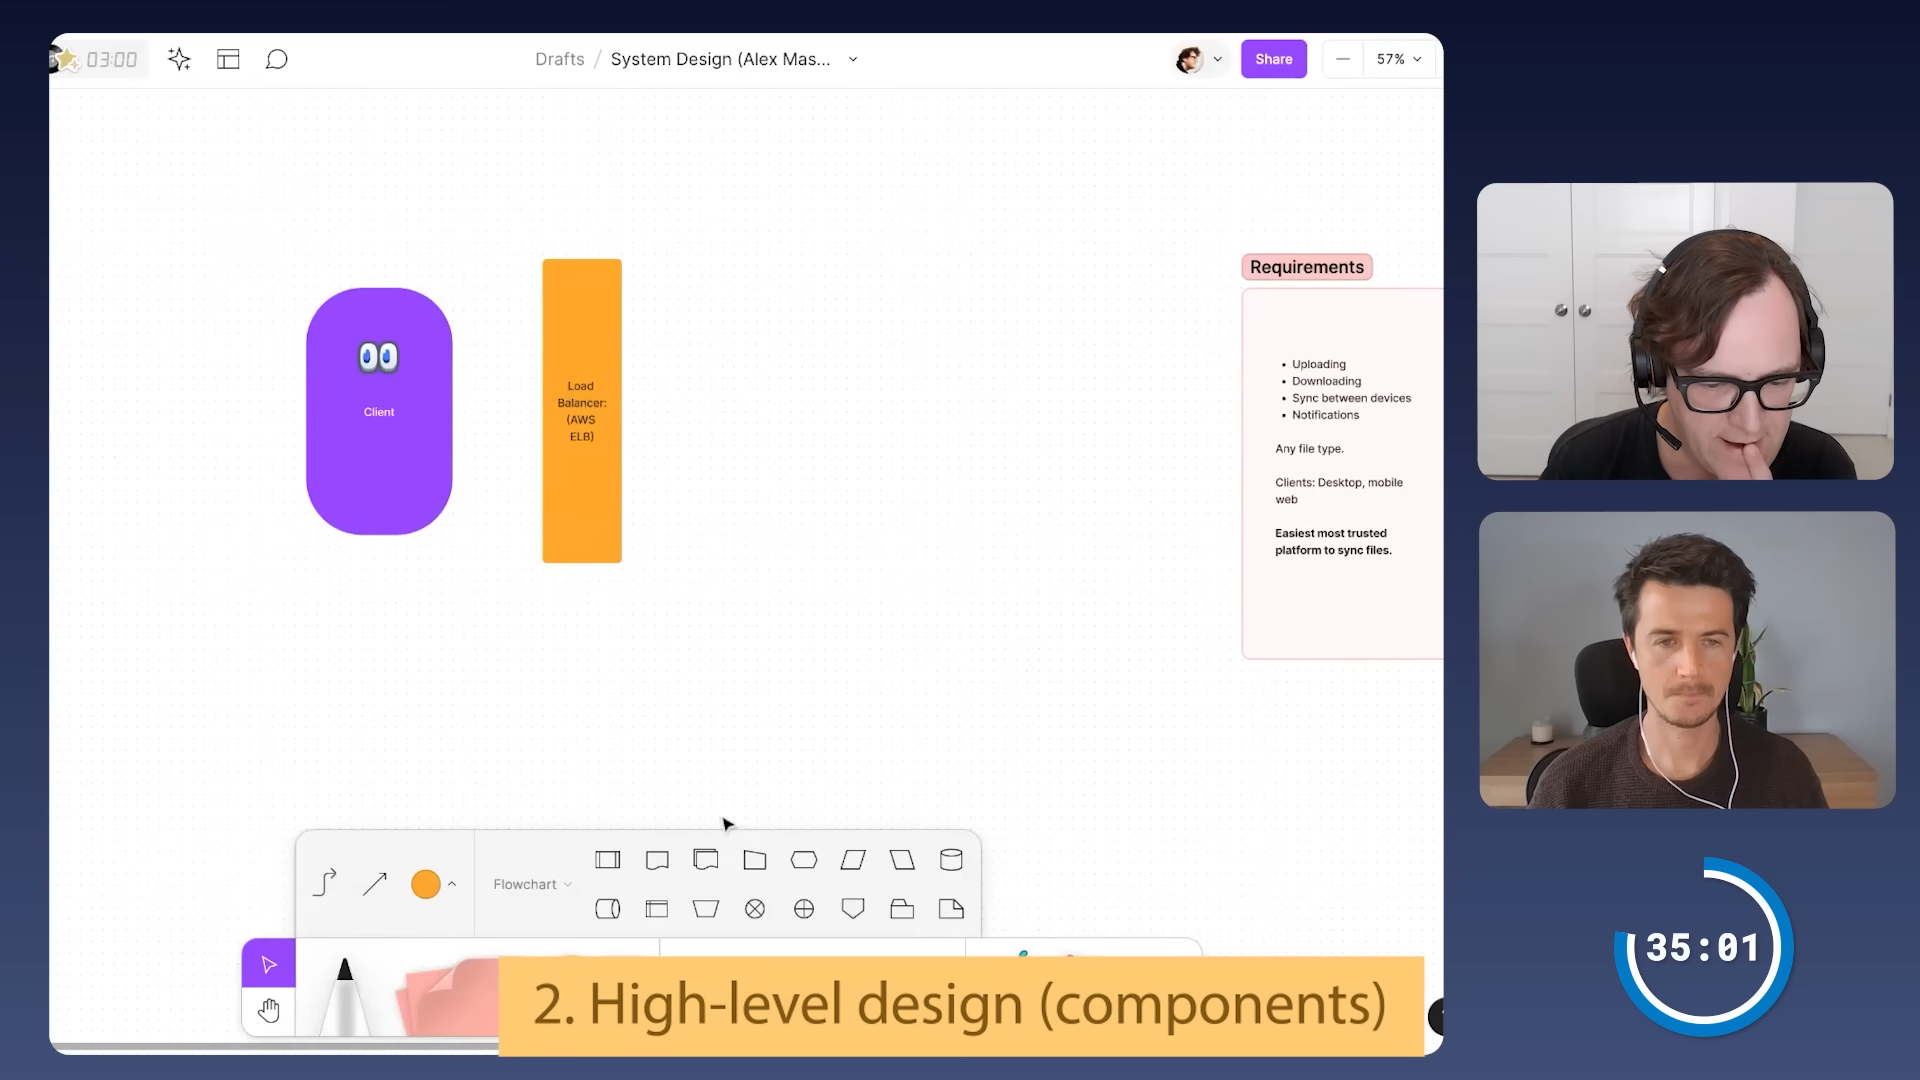 03:00
Drafts / System Design (Alex Mas...
Share
57%
Requirements
• Uploading
• Downloading
• Sync between devices
• Notifications
Any file type.
Clients: Desktop, mobile
web
Easiest most trusted
platform to sync files.
Client
Load
Balancer:
(AWS
ELB)
Flowchart
2. High-level design (components)
35:01